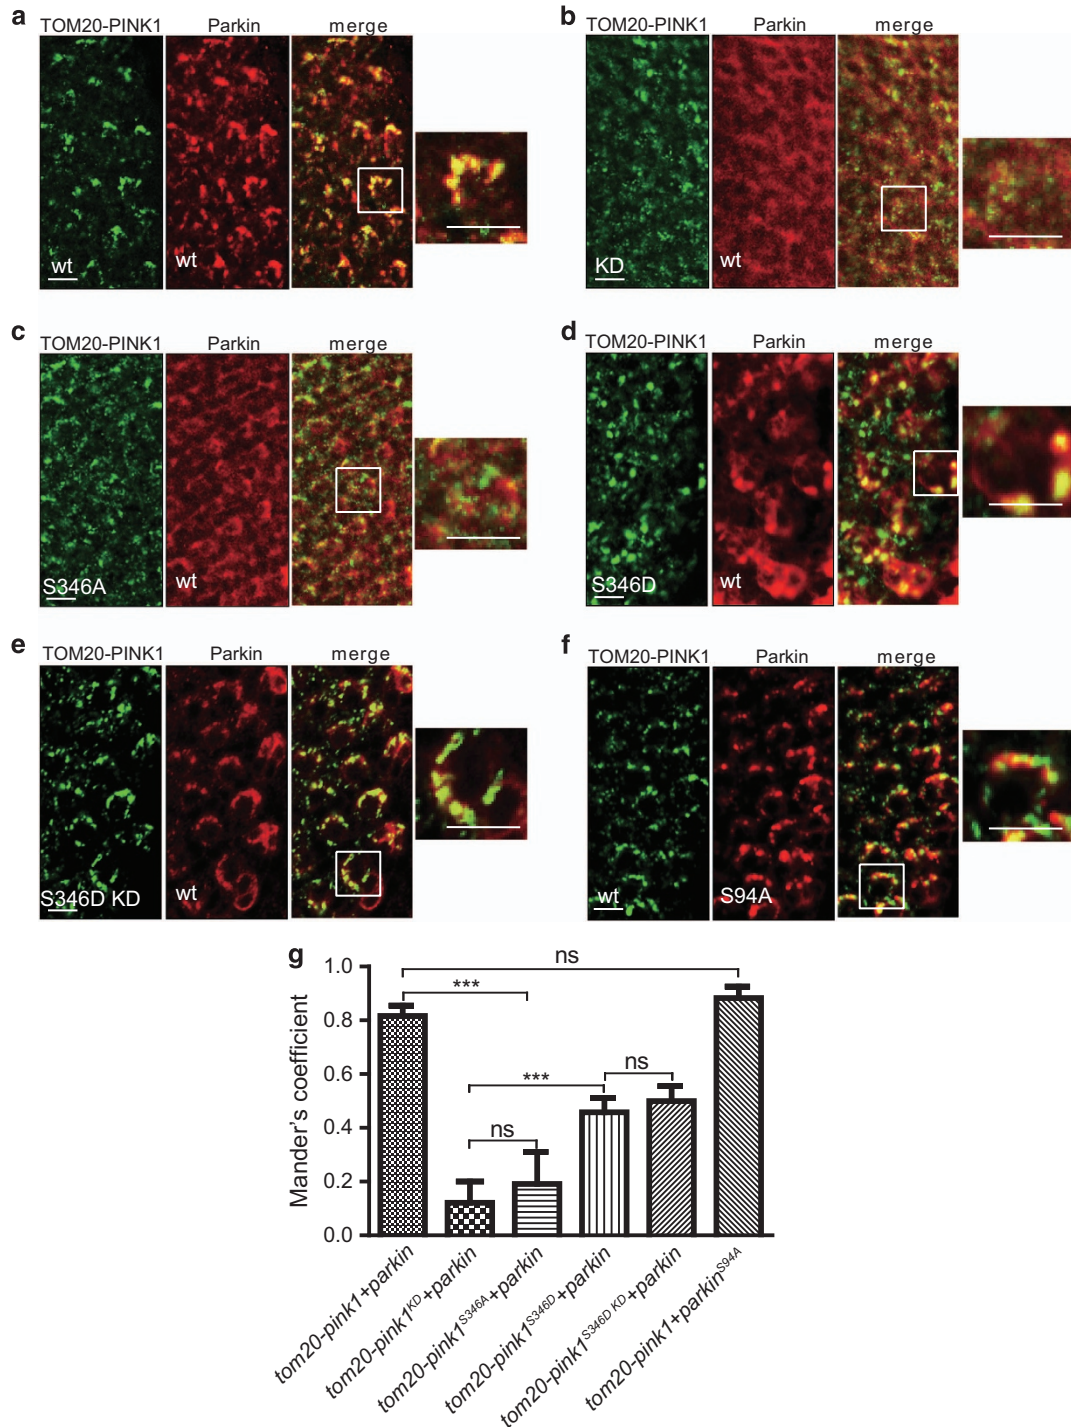 a
TOM20-PINK1 Parkin merge
wt wt
b
TOM20-PINK1 Parkin merge
KD wt
c
TOM20-PINK1 Parkin merge
S346A wt
d
TOM20-PINK1 Parkin merge
S346D wt
e
TOM20-PINK1 Parkin merge
S346D KD wt
f
TOM20-PINK1 Parkin merge
wt S94A
g
Mander's coefficient
1.0
0.8
0.6
0.4
0.2
0.0
ns
***
***
ns
ns
tom20-pink1+parkin
tom20-pink1KD+parkin
tom20-pink1S346A+parkin
tom20-pink1S346D+parkin
tom20-pink1S346D KD+parkin
tom20-pink1+parkinS94A